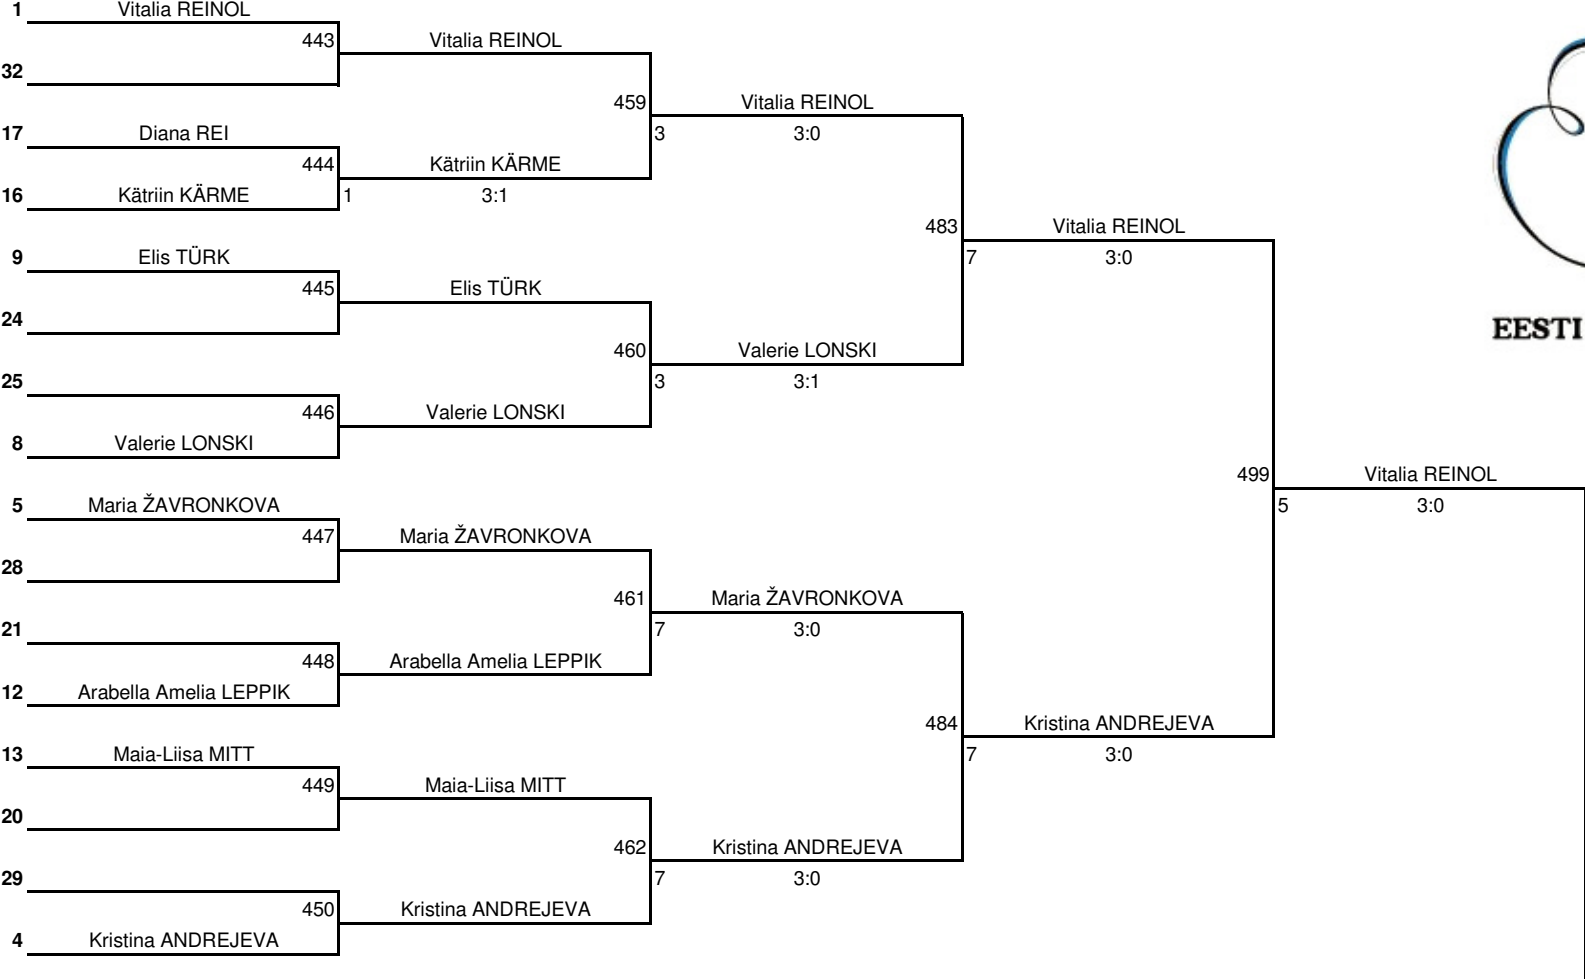 1 Vitalia REINOL
443 Vitalia REINOL
32
459 Vitalia REINOL
17 Diana REI
3 3:0
444 Kätriin KÄRME
16 Kätriin KÄRME
1 3:1
483 Vitalia REINOL
9 Elis TÜRK
7 3:0
445 Elis TÜRK
24
EESTI
460 Valerie LONSKI
25
3 3:1
446 Valerie LONSKI
8 Valerie LONSKI
499 Vitalia REINOL
5 Maria ŽAVRONKOVA
5 3:0
447 Maria ŽAVRONKOVA
28
461 Maria ŽAVRONKOVA
21
7 3:0
448 Arabella Amelia LEPPIK
12 Arabella Amelia LEPPIK
484 Kristina ANDREJEVA
13 Maia-Liisa MITT
7 3:0
449 Maia-Liisa MITT
20
462 Kristina ANDREJEVA
29
7 3:0
450 Kristina ANDREJEVA
4 Kristina ANDREJEVA